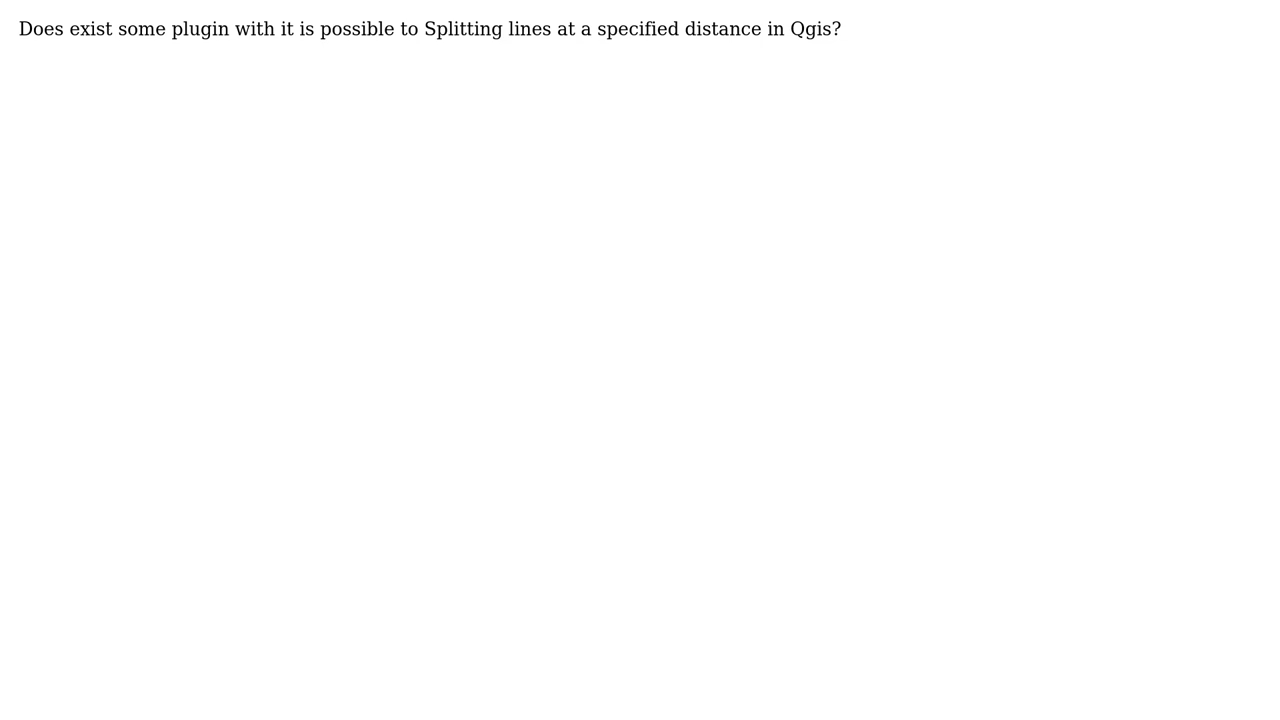 Does exist some plugin with it is possible to Splitting lines at a specified distance in Qgis?